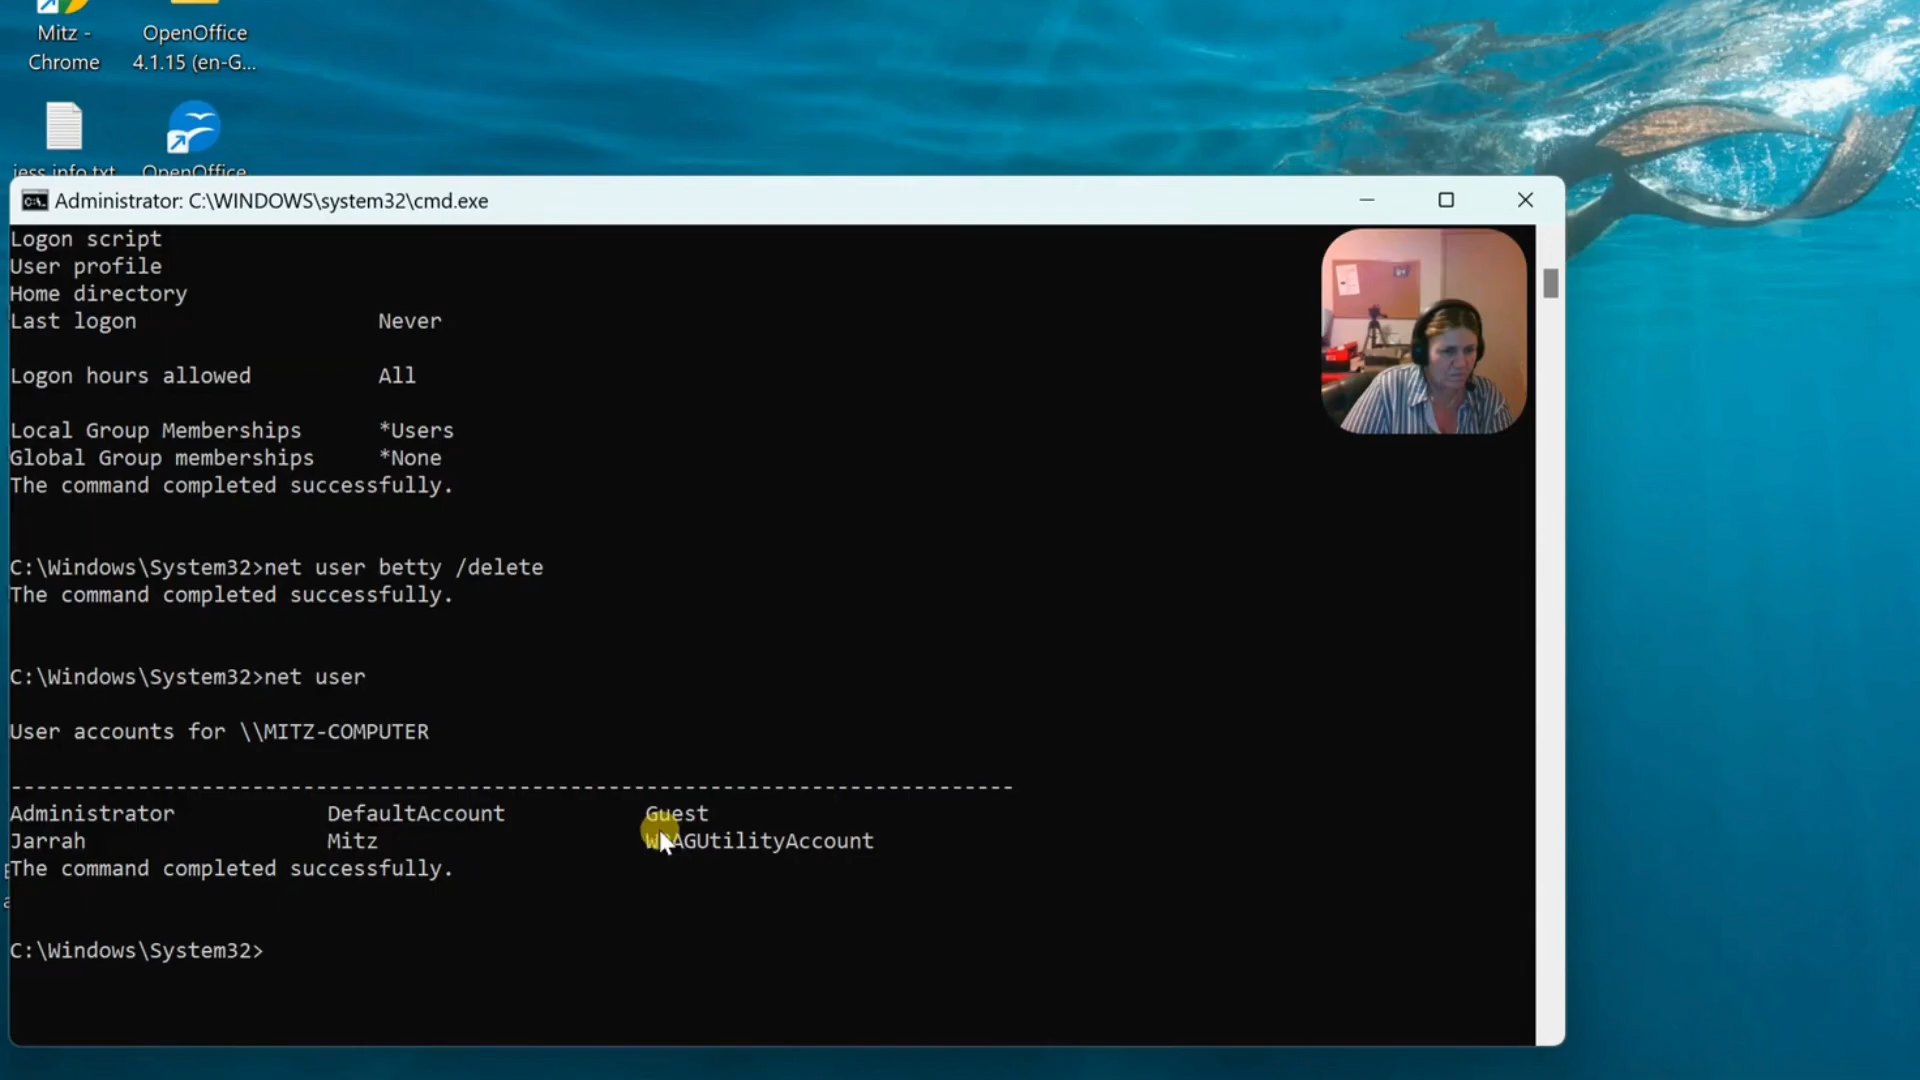 Mitz -
Chrome
OpenOffice
4.1.15 (en-G...
jess info.txt
OpenOffice
Administrator: C:\WINDOWS\system32\cmd.exe
Logon script
User profile
Home directory
Last logon Never
Logon hours allowed All
Local Group Memberships *Users
Global Group memberships *None
The command completed successfully.
C:\Windows\System32>net user betty /delete
The command completed successfully.
C:\Windows\System32>net user
User accounts for \\MITZ-COMPUTER
-------------------------------------------------------------------------------
Administrator DefaultAccount Guest
Jarrah Mitz WDAGUtilityAccount
The command completed successfully.
C:\Windows\System32>